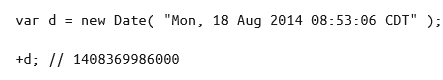 var d = new Date( "Mon, 18 Aug 2014 08:53:06 CDT" );
+d; // 1408369986000